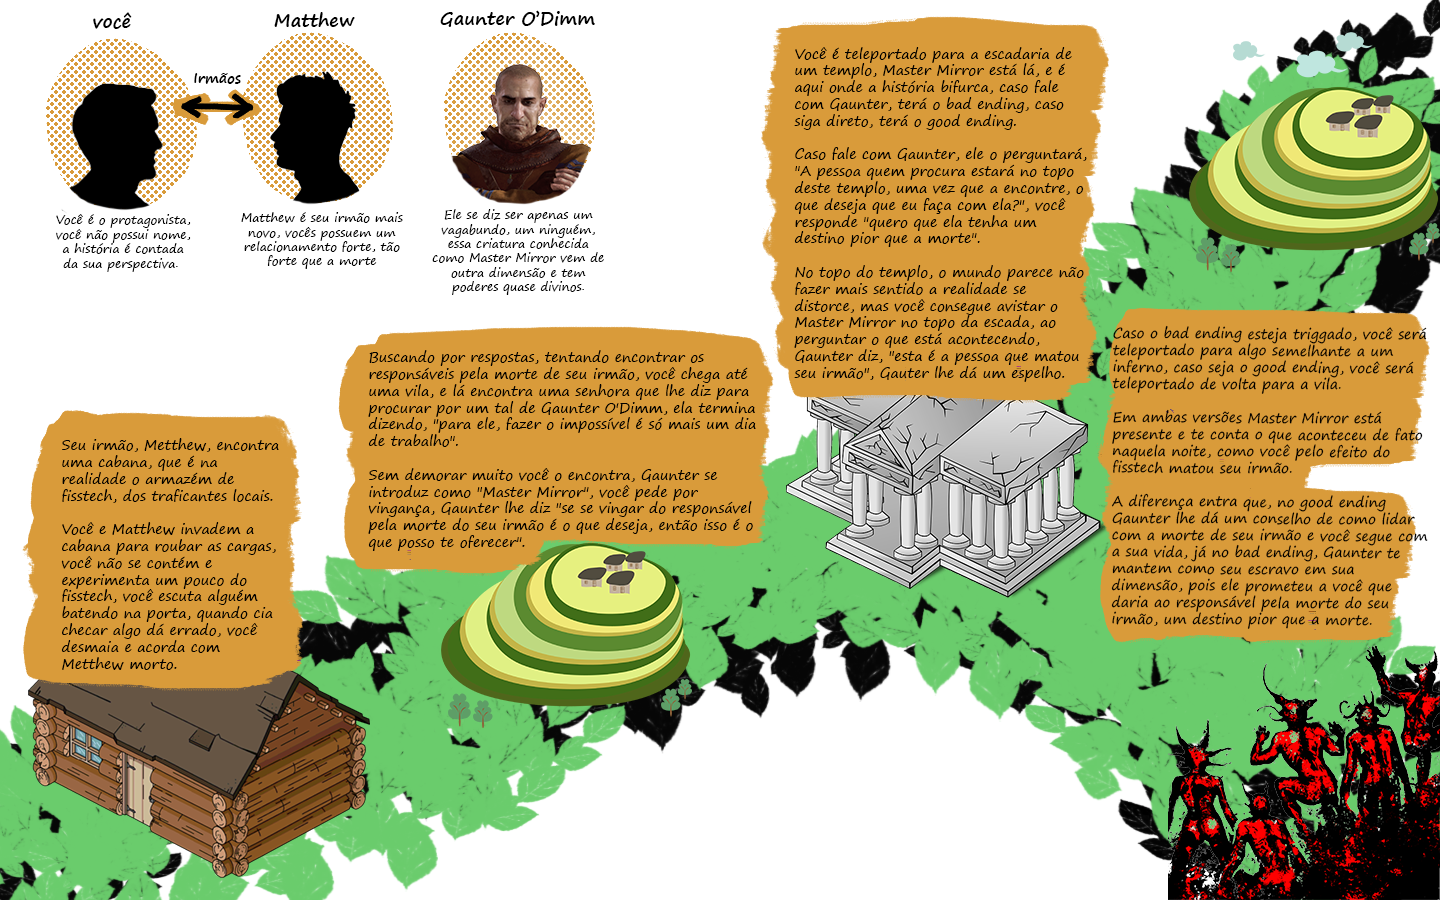 você
Matthew
Gaunter O'Dimm
Irmãos
Você é o protagonista,
você não possui nome,
a história é contada
da sua perspectiva.
Matthew é seu irmão mais
novo, vocês possuem um
relacionamento forte, tão
forte que a morte
Ele se diz ser apenas um
vagabundo, um ninguém,
essa criatura conhecida
como Master Mirror vem de
outra dimensão e tem
poderes quase divinos.
Seu irmão, Metthew, encontra
uma cabana, que é na
realidade o armazém de
fisstech, dos traficantes locais.
Você e Matthew invadem a
cabana para roubar as cargas,
você não se contém e
experimenta um pouco do
fisstech, você escuta alguém
batendo na porta, quando cia
checar algo dá errado, você
desmaia e acorda com
Metthew morto.
Buscando por respostas, tentando encontrar os
responsáveis pela morte de seu irmão, você chega até
uma vila, e lá encontra uma senhora que lhe diz para
procurar por um tal de Gaunter O'Dimm, ela termina
dizendo, "para ele, fazer o impossível é só mais um dia
de trabalho".
Sem demorar muito você o encontra, Gaunter se
introduz como "Master Mirror", você pede por
vingança, Gaunter lhe diz "se se vingar do responsável
pela morte do seu irmão é o que deseja, então isso é o
que posso te oferecer".
Você é teleportado para a escadaria de
um templo, Master Mirror está lá, e é
aqui onde a história bifurca, caso fale
com Gaunter, terá o bad ending, caso
siga direto, terá o good ending.
Caso fale com Gaunter, ele o perguntará,
"A pessoa quem procura estará no topo
deste templo, uma vez que a encontre, o
que deseja que eu faça com ela?", você
responde "quero que ela tenha um
destino pior que a morte".
No topo do templo, o mundo parece não
fazer mais sentido a realidade se
distorce, mas você consegue avistar o
Master Mirror no topo da escada, ao
perguntar o que está acontecendo,
Gaunter diz, "esta é a pessoa que matou
seu irmão", Gauter lhe dá um espelho.
Caso o bad ending esteja triggado, você será
teleportado para algo semelhante a um
inferno, caso seja o good ending, você será
teleportado de volta para a vila.
Em ambas versões Master Mirror está
presente e te conta o que aconteceu de fato
naquela noite, como você pelo efeito do
fisstech matou seu irmão.
A diferença entra que, no good ending
Gaunter lhe dá um conselho de como lidar
com a morte de seu irmão e você segue com
a sua vida, já no bad ending, Gaunter te
mantem como seu escravo em sua
dimensão, pois ele prometeu a você que
daria ao responsável pela morte do seu
irmão, um destino pior que a morte.